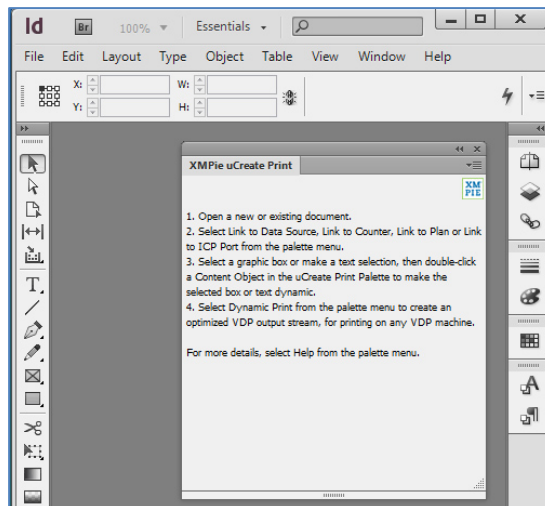 Id Br 100% Essentials
File Edit Layout Type Object Table View Window Help
X: W:
Y: H:
XMPie uCreate Print
XM
PIE
1. Open a new or existing document.
2. Select Link to Data Source, Link to Counter, Link to Plan or Link
to ICP Port from the palette menu.
3. Select a graphic box or make a text selection, then double-click
a Content Object in the uCreate Print Palette to make the
selected box or text dynamic.
4. Select Dynamic Print from the palette menu to create an
optimized VDP output stream, for printing on any VDP machine.
For more details, select Help from the palette menu.